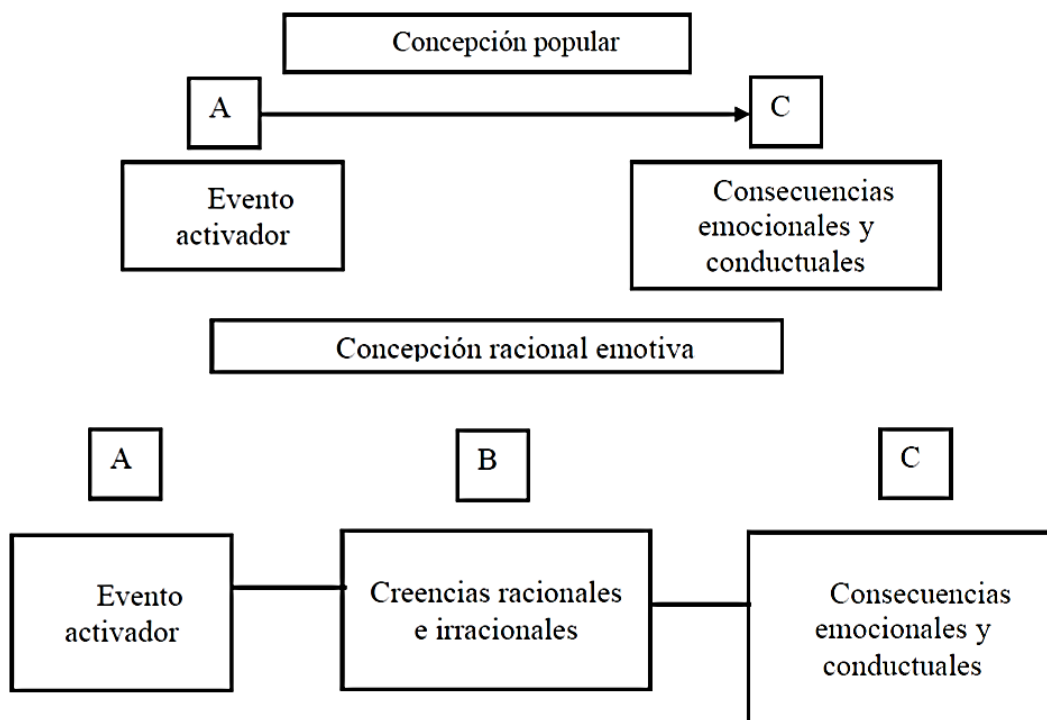 Concepción popular
A
C
Evento
activador
Consecuencias
emocionales y
conductuales
Concepción racional emotiva
A
B
C
Evento
activador
Creencias racionales
e irracionales
Consecuencias
emocionales y
conductuales